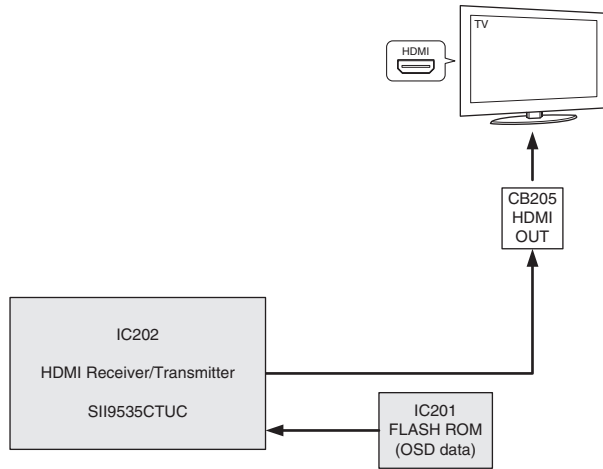 TV
HDMI
CB205
HDMI
OUT
IC202
HDMI Receiver/Transmitter
SII9535CTUC
IC201
FLASH ROM
(OSD data)